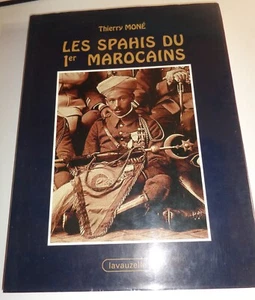 Thierry MONÉ
LES SPAHIS DU
1er MAROCAINS
lavauzelle